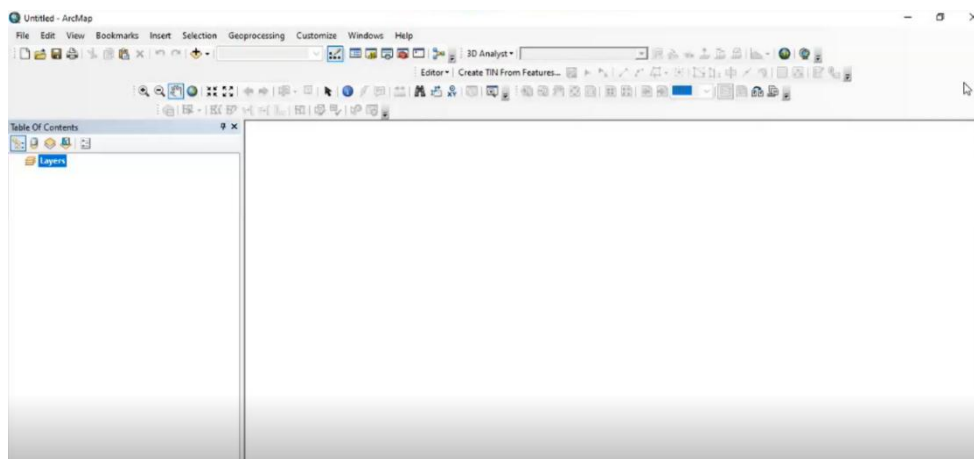 Untitled - ArcMap
File Edit View Bookmarks Insert Selection Geoprocessing Customize Windows Help
3D Analyst
Editor Create TIN From Features...
Table Of Contents
Layers